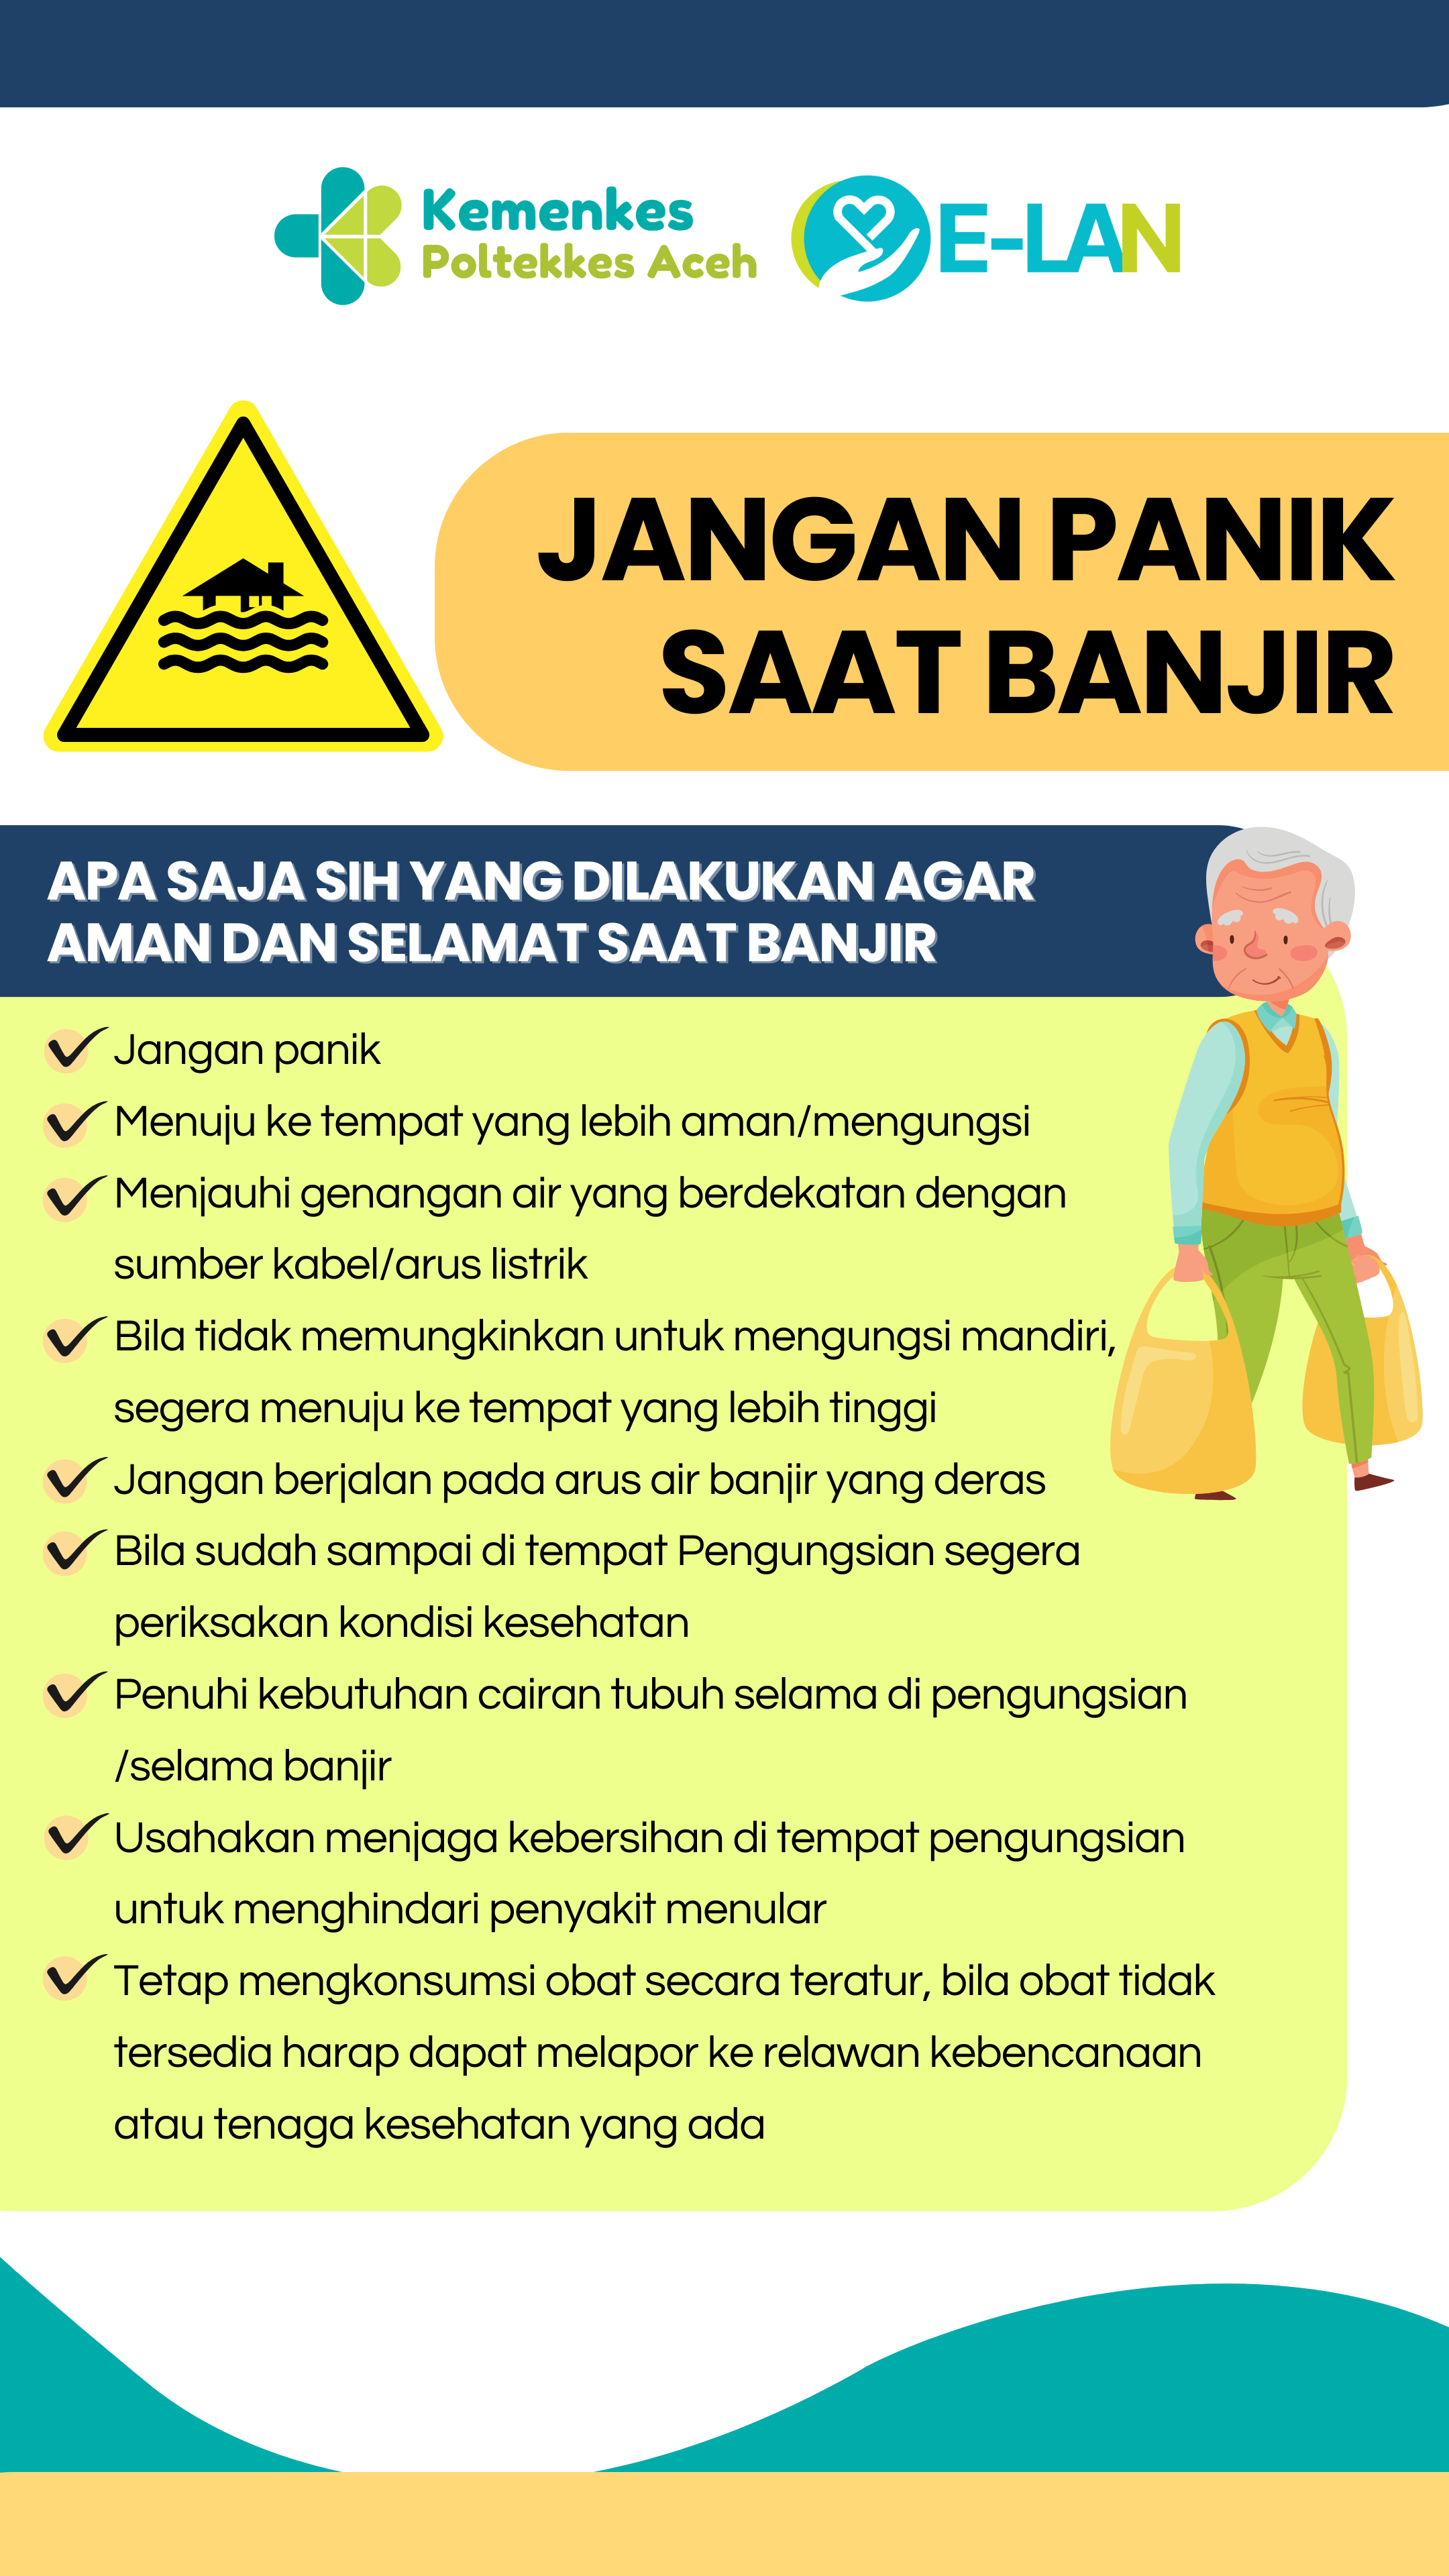 Kemenkes
Poltekkes Aceh
E-LAN
JANGAN PANIK
SAAT BANJIR
APA SAJA SIH YANG DILAKUKAN AGAR
AMAN DAN SELAMAT SAAT BANJIR
Jangan panik
Menuju ke tempat yang lebih aman/mengungsi
Menjauhi genangan air yang berdekatan dengan
sumber kabel/arus listrik
Bila tidak memungkinkan untuk mengungsi mandiri,
segera menuju ke tempat yang lebih tinggi
Jangan berjalan pada arus air banjir yang deras
Bila sudah sampai di tempat Pengungsian segera
periksakan kondisi kesehatan
Penuhi kebutuhan cairan tubuh selama di pengungsian
/selama banjir
Usahakan menjaga kebersihan di tempat pengungsian
untuk menghindari penyakit menular
Tetap mengkonsumsi obat secara teratur, bila obat tidak
tersedia harap dapat melapor ke relawan kebencanaan
atau tenaga kesehatan yang ada